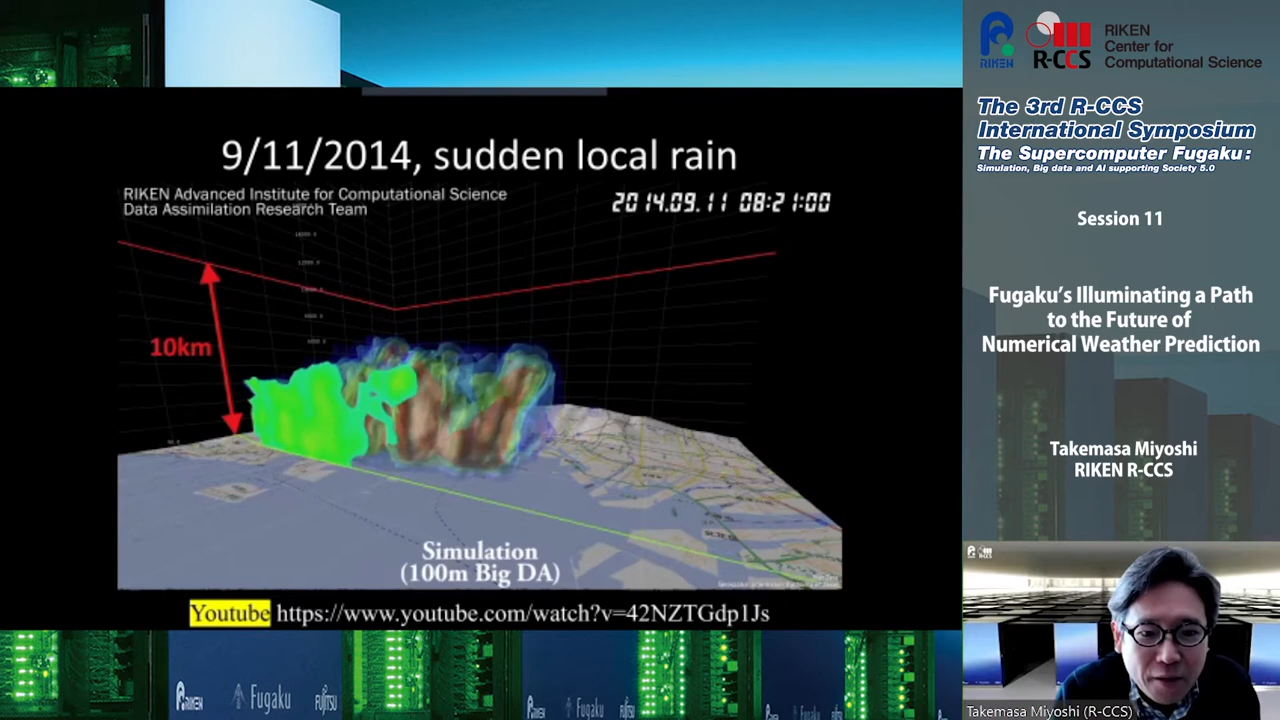 9/11/2014, sudden local rain
RIKEN Advanced Institute for Computational Science
Data Assimilation Research Team
2014.09.11 08:21:00
10km
Simulation
(100m Big DA)
Youtube https://www.youtube.com/watch?v=42NZTGdp1Js
RIKEN
Fugaku
FUJITSU
Fugaku
RIKEN
R-CCS
RIKEN
Center for
Computational Science
The 3rd R-CCS
International Symposium
The Supercomputer Fugaku:
Simulation, Big data and AI supporting Society 5.0
Session 11
Fugaku's Illuminating a Path
to the Future of
Numerical Weather Prediction
Takemasa Miyoshi
RIKEN R-CCS
Takemasa Miyoshi (R-CCS)